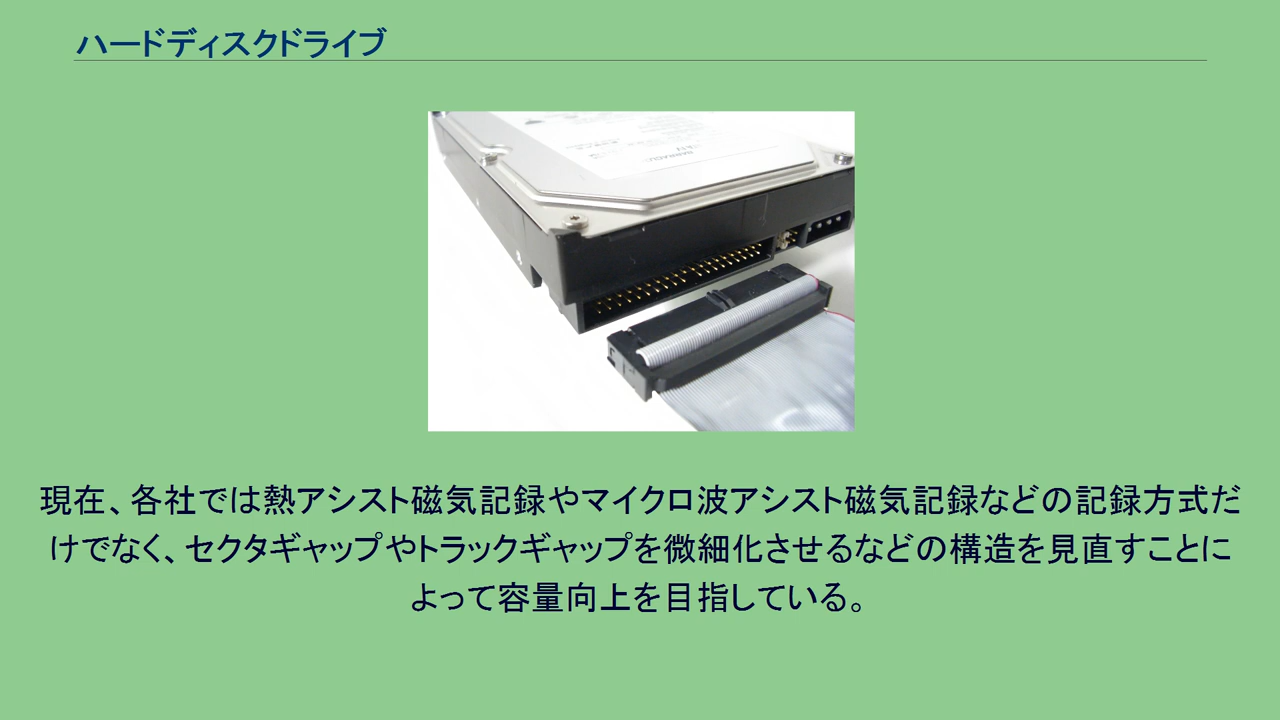 ハードディスクドライブ
現在、各社では熱アシスト磁気記録やマイクロ波アシスト磁気記録などの記録方式だ
けでなく、セクタギャップやトラックギャップを微細化させるなどの構造を見直すことに
よって容量向上を目指している。